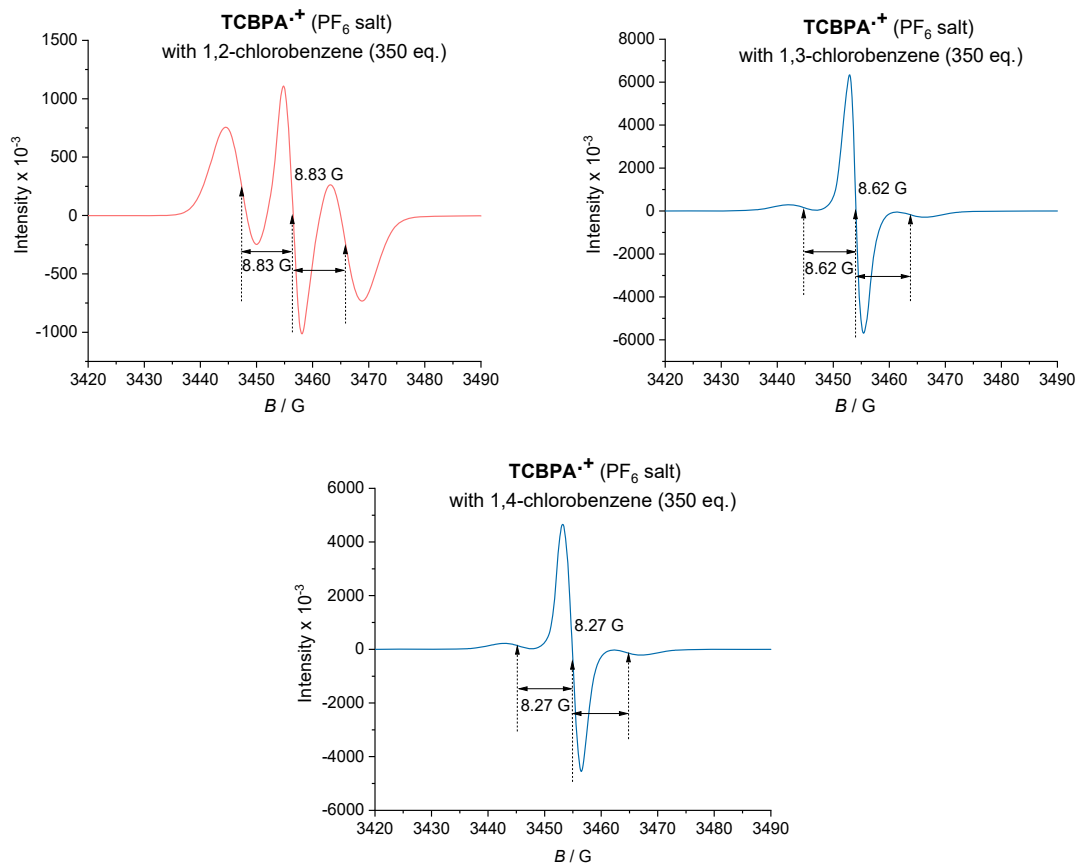 TCBPA·+ (PF6 salt)
with 1,2-chlorobenzene (350 eq.)
1500
1000
500
0
-500
-1000
Intensity x 10-3
8.83 G
8.83 G
3420 3430 3440 3450 3460 3470 3480 3490
B / G
TCBPA·+ (PF6 salt)
with 1,3-chlorobenzene (350 eq.)
8000
6000
4000
2000
0
-2000
-4000
-6000
Intensity x 10-3
8.62 G
8.62 G
3420 3430 3440 3450 3460 3470 3480 3490
B / G
TCBPA·+ (PF6 salt)
with 1,4-chlorobenzene (350 eq.)
6000
4000
2000
0
-2000
-4000
-6000
Intensity x 10-3
8.27 G
8.27 G
3420 3430 3440 3450 3460 3470 3480 3490
B / G